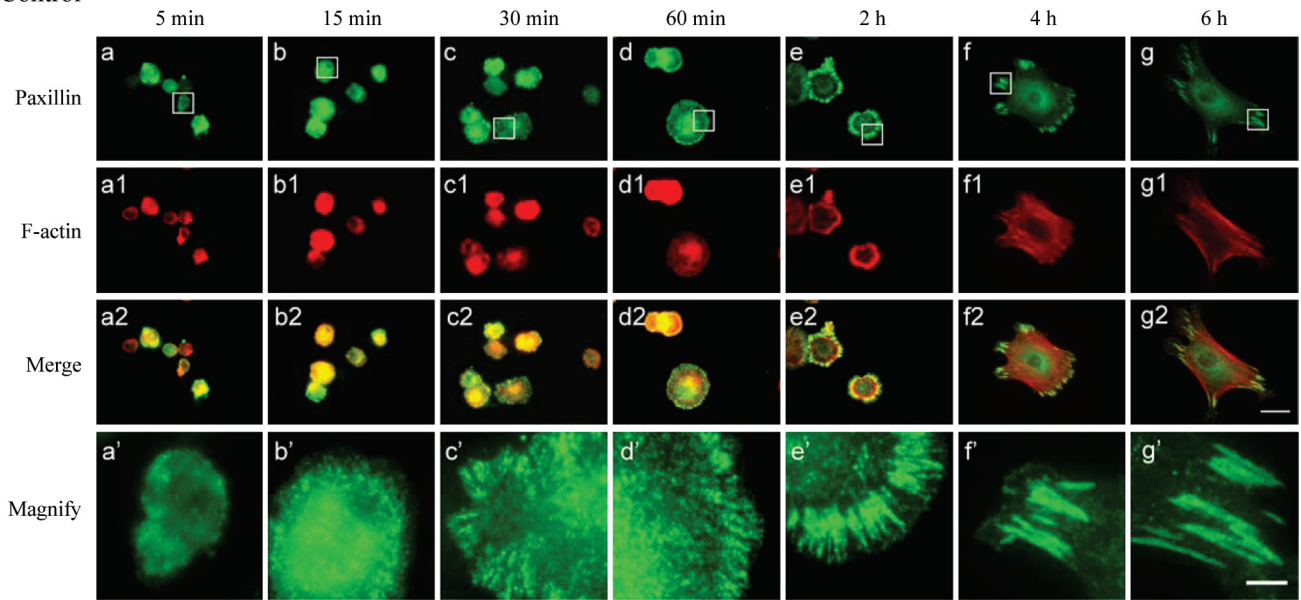 Control
5 min 15 min 30 min 60 min 2 h 4 h 6 h
Paxillin a b c d e f g
F-actin a1 b1 c1 d1 e1 f1 g1
Merge a2 b2 c2 d2 e2 f2 g2
Magnify a’ b’ c’ d’ e’ f’ g’